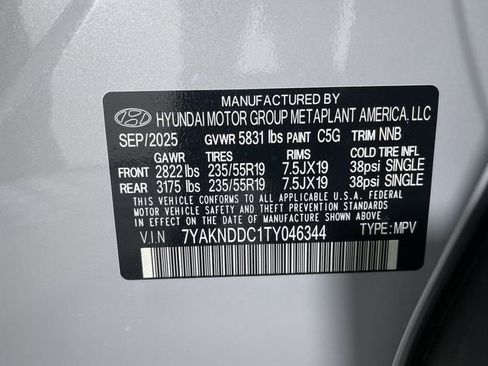 MANUFACTURED BY
HYUNDAI MOTOR GROUP METAPLANT AMERICA, LLC
SEP/2025 GVWR 5831 lbs PAINT C5G TRIM NNB
GAWR TIRES RIMS COLD TIRE INFL
FRONT 2822 lbs 235/55R19 7.5JX19 38psi SINGLE
REAR 3175 lbs 235/55R19 7.5JX19 38psi SINGLE
THIS VEHICLE CONFORMS TO ALL APPLICABLE U.S.A. FEDERAL
MOTOR VEHICLE SAFETY, BUMPER, AND THEFT PREVENTION STANDARDS
IN EFFECT ON THE DATE OF MANUFACTURE SHOWN ABOVE.
V.I.N 7YAKNDDC1TY046344 TYPE: MPV